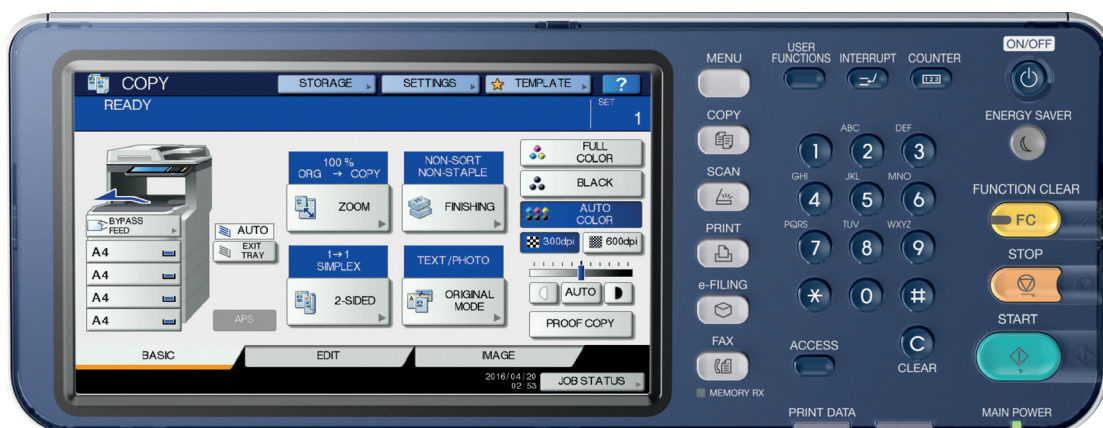 COPY
STORAGE
SETTINGS
TEMPLATE
?
READY
SET
1
BYPASS
FEED
A4
A4
A4
A4
AUTO
EXIT
TRAY
APS
100 %
ORG → COPY
ZOOM
NON-SORT
NON-STAPLE
FINISHING
1→1
SIMPLEX
2-SIDED
TEXT/PHOTO
ORIGINAL
MODE
FULL
COLOR
BLACK
AUTO
COLOR
300dpi
600dpi
AUTO
PROOF COPY
BASIC
EDIT
IMAGE
2016/04/20
02:53
JOB STATUS
MENU
COPY
SCAN
PRINT
e-FILING
FAX
MEMORY RX
USER
FUNCTIONS
INTERRUPT
COUNTER
123
ABC
DEF
1
2
3
GHI
JKL
MNO
4
5
6
PQRS
TUV
WXYZ
7
8
9
*
0
#
ACCESS
C
CLEAR
PRINT DATA
ON/OFF
ENERGY SAVER
FUNCTION CLEAR
FC
STOP
START
MAIN POWER